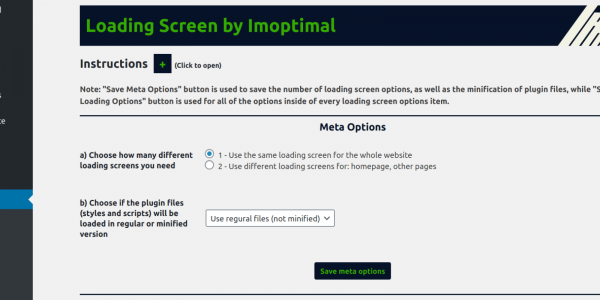 Loading Screen by Imoptimal
Instructions + (Click to open)
Note: "Save Meta Options" button is used to save the number of loading screen options, as well as the minification of plugin files, while "S
Loading Options" button is used for all of the options inside of every loading screen options item.
Meta Options
a) Choose how many different
loading screens you need
1 - Use the same loading screen for the whole website
2 - Use different loading screens for: homepage, other pages
b) Choose if the plugin files
(styles and scripts) will be
loaded in regular or minified
version
Use regural files (not minified)
Save meta options